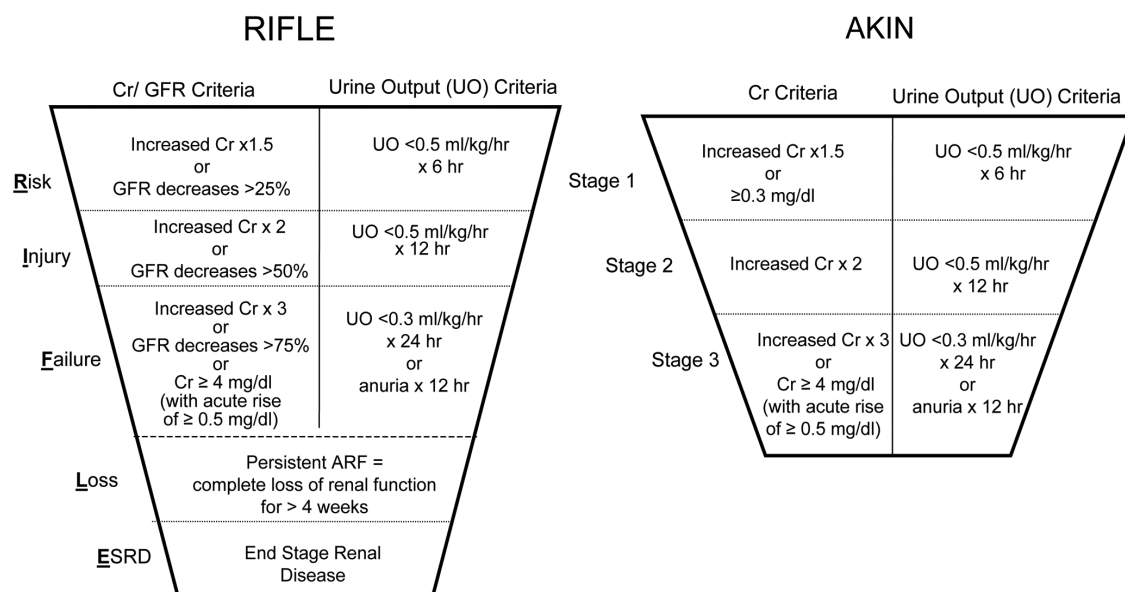 RIFLE
Cr/ GFR Criteria
Urine Output (UO) Criteria
Risk
Increased Cr x1.5
or
GFR decreases >25%
UO <0.5 ml/kg/hr
x 6 hr
Injury
Increased Cr x 2
or
GFR decreases >50%
UO <0.5 ml/kg/hr
x 12 hr
Failure
Increased Cr x 3
or
GFR decreases >75%
or
Cr ≥ 4 mg/dl
(with acute rise
of ≥ 0.5 mg/dl)
UO <0.3 ml/kg/hr
x 24 hr
or
anuria x 12 hr
Loss
Persistent ARF =
complete loss of renal function
for > 4 weeks
ESRD
End Stage Renal
Disease
AKIN
Cr Criteria
Urine Output (UO) Criteria
Stage 1
Increased Cr x1.5
or
≥0.3 mg/dl
UO <0.5 ml/kg/hr
x 6 hr
Stage 2
Increased Cr x 2
UO <0.5 ml/kg/hr
x 12 hr
Stage 3
Increased Cr x 3
or
Cr ≥ 4 mg/dl
(with acute rise
of ≥ 0.5 mg/dl)
UO <0.3 ml/kg/hr
x 24 hr
or
anuria x 12 hr